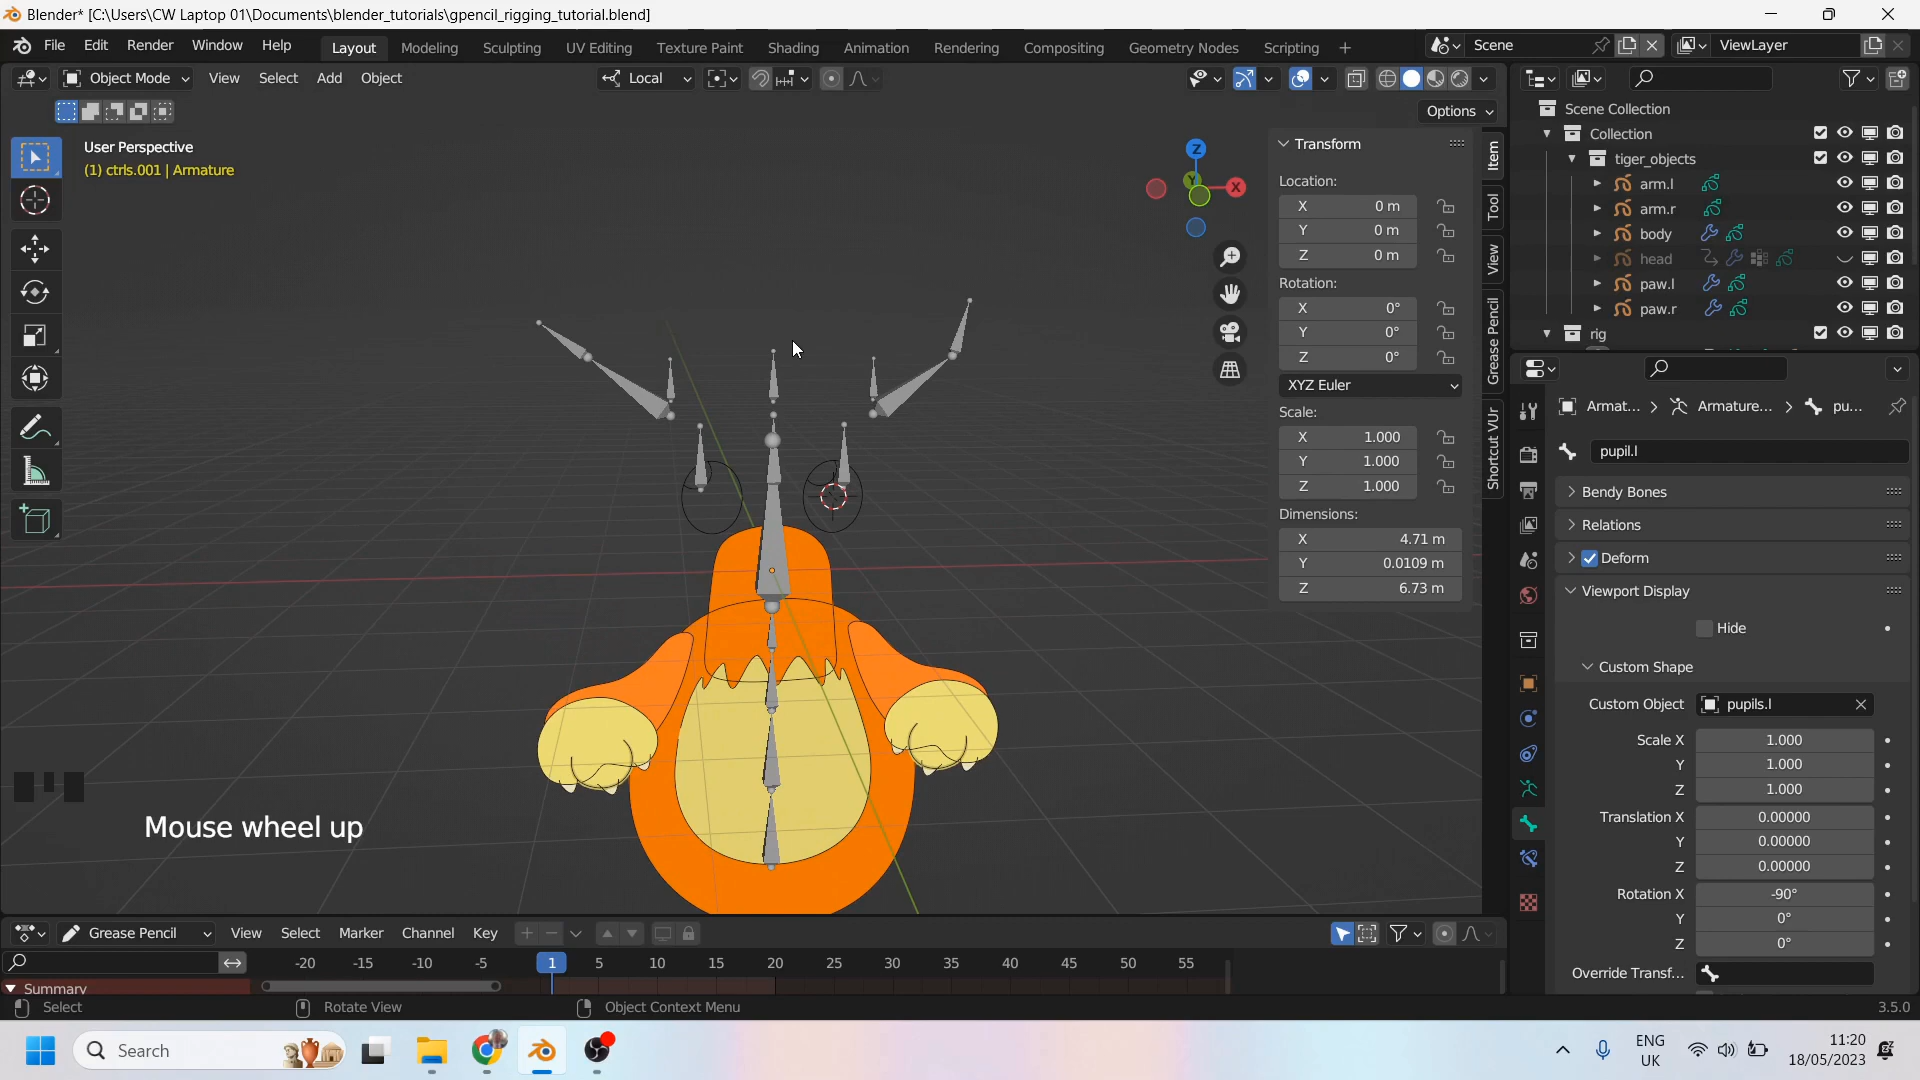 Blender* [C:\Users\CW Laptop 01\Documents\blender_tutorials\gpencil_rigging_tutorial.blend]
File Edit Render Window Help Layout Modeling Sculpting UV Editing Texture Paint Shading Animation Rendering Compositing Geometry Nodes Scripting + Scene ViewLayer
Object Mode View Select Add Object Local
Options
User Perspective
(1) ctrls.001 | Armature
Z
Y
X
Transform
Location:
X 0 m
Y 0 m
Z 0 m
Rotation:
X 0°
Y 0°
Z 0°
XYZ Euler
Scale:
X 1.000
Y 1.000
Z 1.000
Dimensions:
X 4.71 m
Y 0.0109 m
Z 6.73 m
Item
Tool
View
Grease Pencil
Shortcut VUr
Scene Collection
Collection
tiger_objects
arm.l
arm.r
body
head
paw.l
paw.r
rig
Armat... > Armature... > pu...
pupil.l
Bendy Bones
Relations
Deform
Viewport Display
Hide
Custom Shape
Custom Object pupils.l
Scale X 1.000
Y 1.000
Z 1.000
Translation X 0.00000
Y 0.00000
Z 0.00000
Rotation X -90°
Y 0°
Z 0°
Override Transf...
Mouse wheel up
Grease Pencil View Select Marker Channel Key
-20 -15 -10 -5 1 5 10 15 20 25 30 35 40 45 50 55
Summary
Select Rotate View Object Context Menu 3.5.0
Search
ENG
UK
11:20
18/05/2023